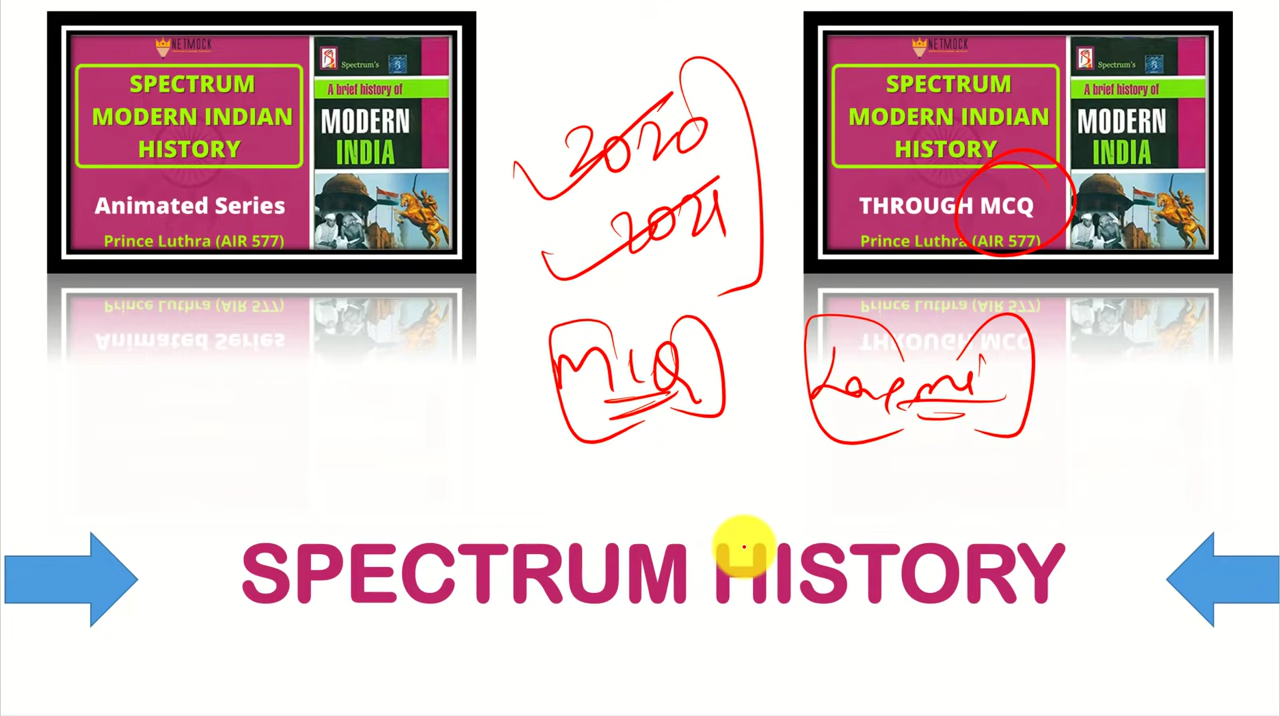 NETMOCK
SPECTRUM
MODERN INDIAN
HISTORY
Animated Series
Prince Luthra (AIR 577)
Spectrum's
A brief history of
MODERN
INDIA
2020
2021
MCQ
NETMOCK
SPECTRUM
MODERN INDIAN
HISTORY
THROUGH MCQ
Prince Luthra (AIR 577)
Spectrum's
A brief history of
MODERN
INDIA
SPECTRUM HISTORY